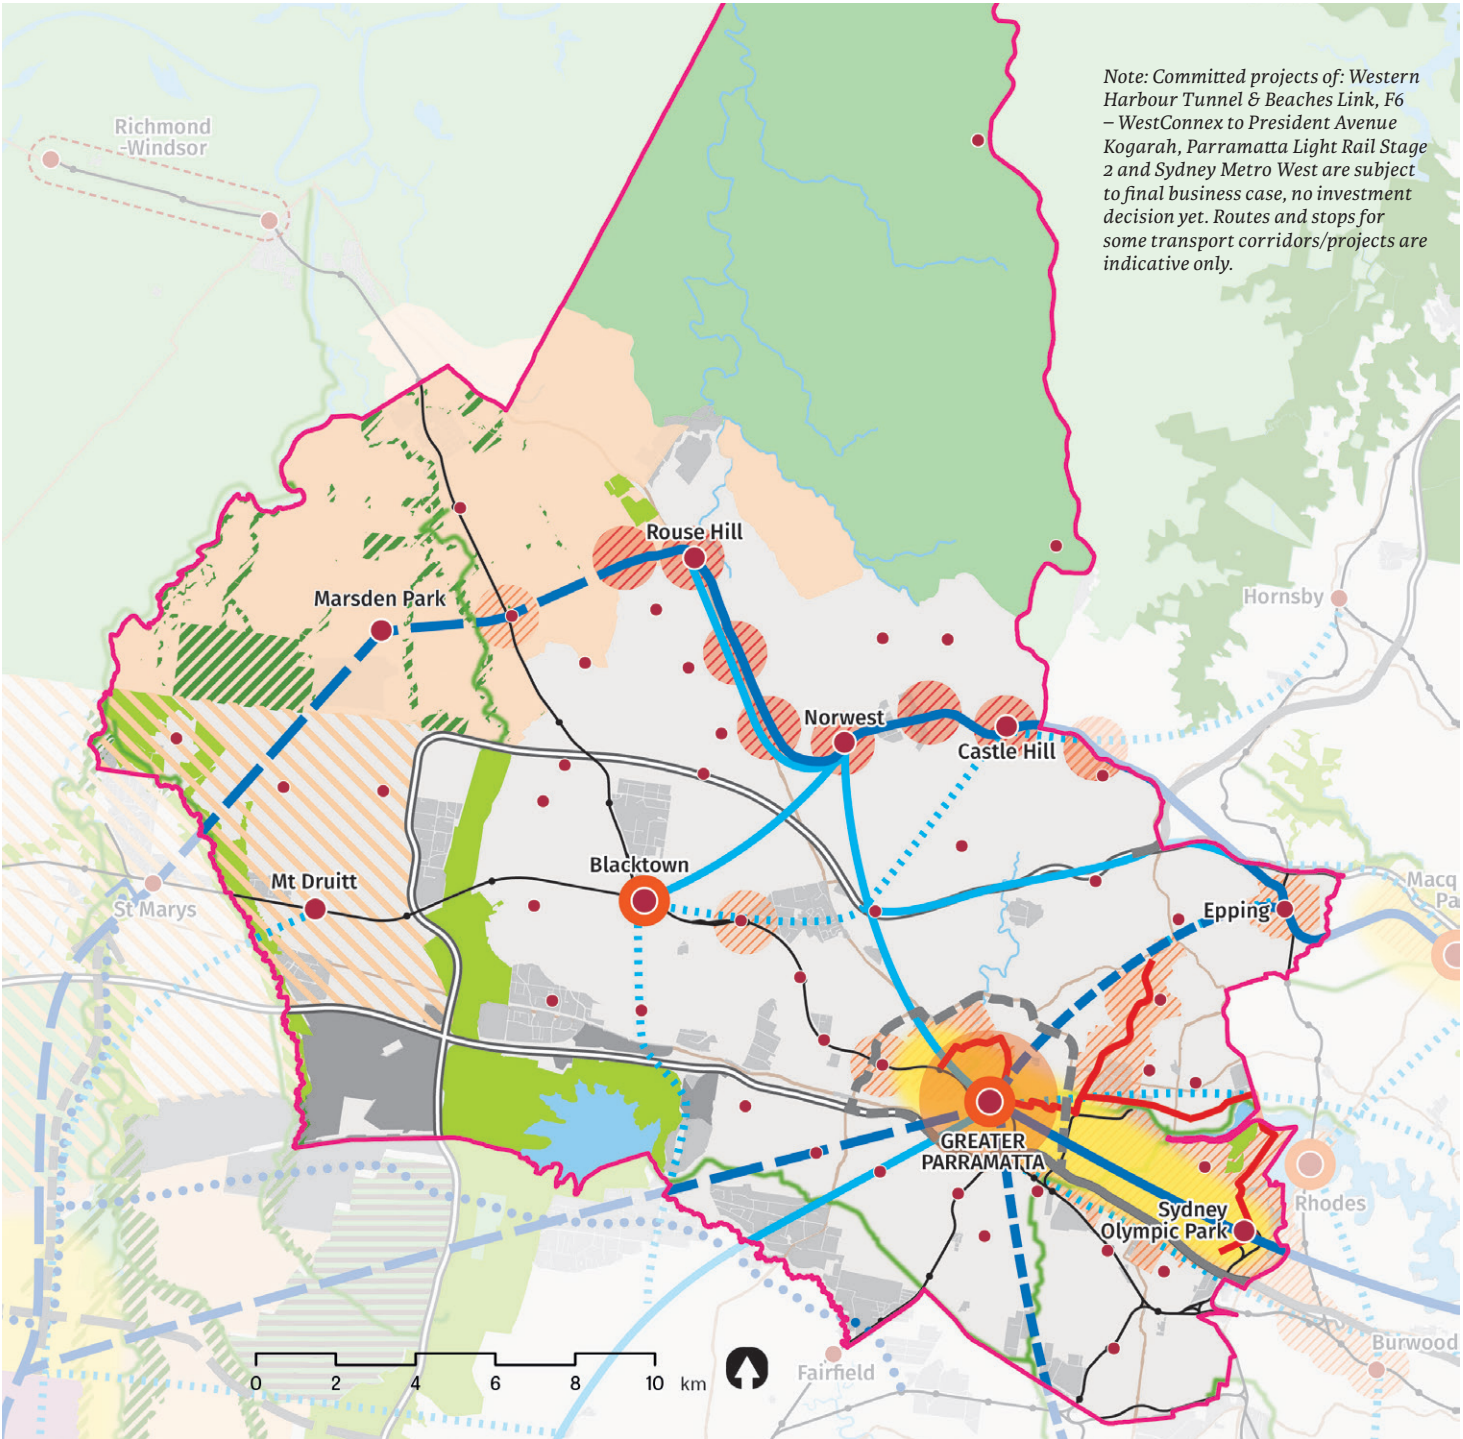 Note: Committed projects of: Western
Harbour Tunnel & Beaches Link, F6
– WestConnex to President Avenue
Kogarah, Parramatta Light Rail Stage
2 and Sydney Metro West are subject
to final business case, no investment
decision yet. Routes and stops for
some transport corridors/projects are
indicative only.
Richmond
-Windsor
Rouse Hill
Marsden Park
Hornsby
Norwest
Castle Hill
Blacktown
Mt Druitt
St Marys
Epping
Macq
Pa
GREATER
PARRAMATTA
Sydney
Olympic Park
Rhodes
Burwood
Fairfield
0 2 4 6 8 10 km